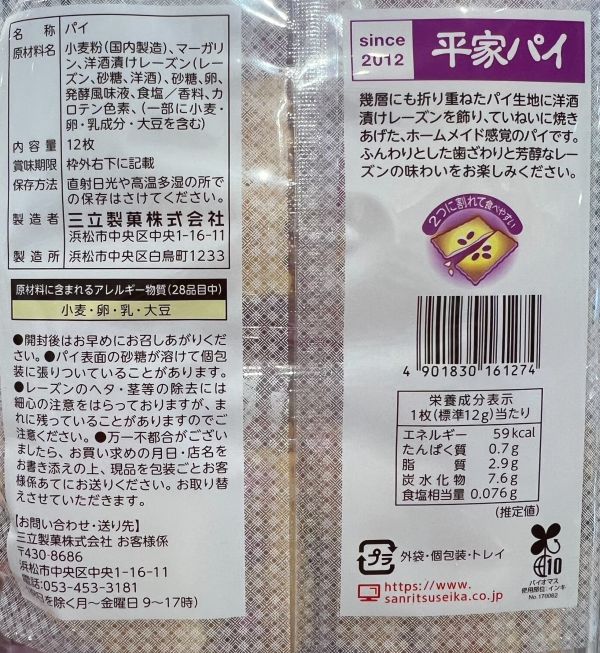 名称 パイ
原材料名 小麦粉(国内製造)、マーガリ
ン、洋酒漬けレーズン(レー
ズン、砂糖、洋酒)、砂糖、卵、
発酵風味液、食塩/香料、カ
ロテン色素、(一部に小麦・
卵・乳成分・大豆を含む)
内容量 12枚
賞味期限 枠外右下に記載
保存方法 直射日光や高温多湿の所で
の保存はさけてください。
製造者 三立製菓株式会社
浜松市中央区中央1-16-11
製造所 浜松市中央区白鳥町1233
原材料に含まれるアレルギー物質(28品目中)
小麦・卵・乳・大豆
●開封後はお早めにお召しあがりくだ
さい。●パイ表面の砂糖が溶けて個包
装に張りついていることがあります。
●レーズンのヘタ・茎等の除去には
細心の注意をはらっておりますが、ま
れに残っていることがありますのでご
注意ください。●万一不都合がござい
ましたら、お買い求めの月日・店名を
お書き添えの上、現品を包装ごとお客
様係あてにお送りください。お取り替
えさせていただきます。
【お問い合わせ・送り先】
三立製菓株式会社 お客様係
〒430-8686
浜松市中央区中央1-16-11
電話:053-453-3181
日を除く月~金曜日 9~17時)
since
2012
平家パイ
幾層にも折り重ねたパイ生地に洋酒
漬けレーズンを飾り、ていねいに焼き
あげた、ホームメイド感覚のパイです。
ふんわりとした歯ざわりと芳醇なレー
ズンの味わいをお楽しみください。
2つに割れて食べやすい
4 901830 161274
栄養成分表示
1枚(標準12g)当たり
エネルギー 59kcal
たんぱく質 0.7g
脂質 2.9g
炭水化物 7.6g
食塩相当量 0.076g
(推定値)
プラ 外袋・個包装・トレイ
https://www.
sanritsuseika.co.jp
10
バイオマス
使用部位:インキ
No.170082